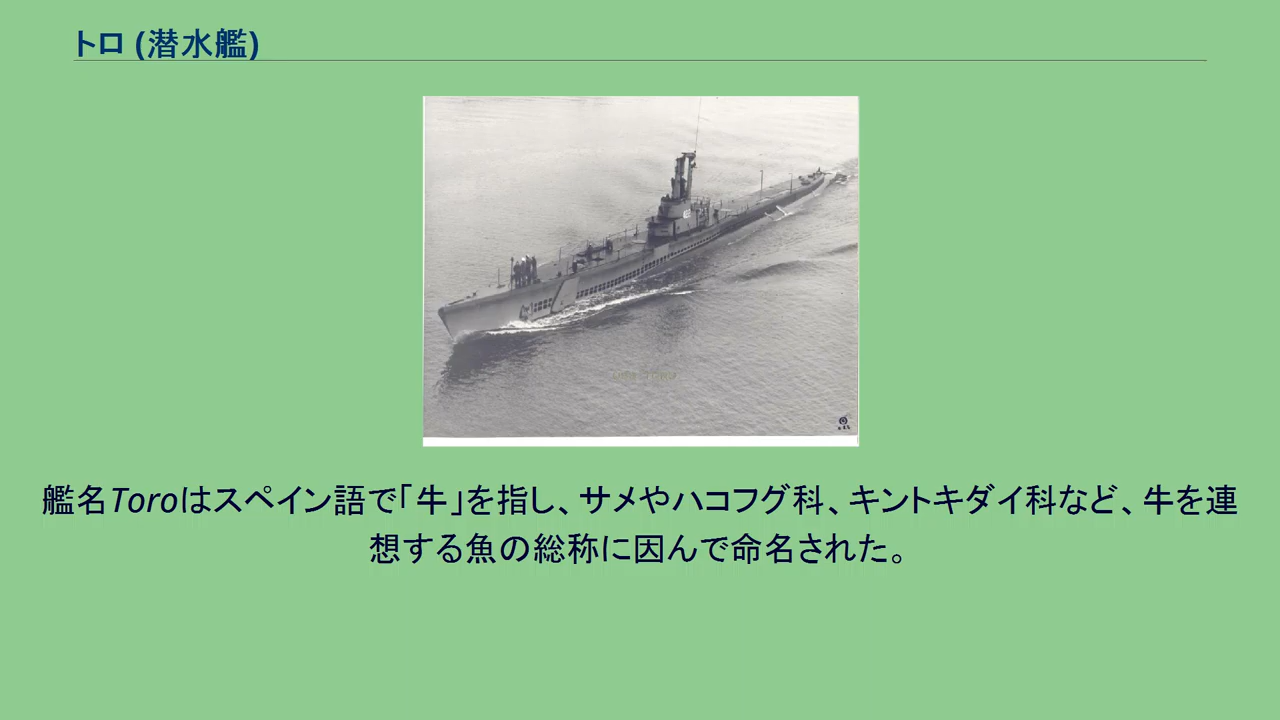 トロ (潜水艦)
艦名Toroはスペイン語で「牛」を指し、サメやハコフグ科、キントキダイ科など、牛を連
想する魚の総称に因んで命名された。